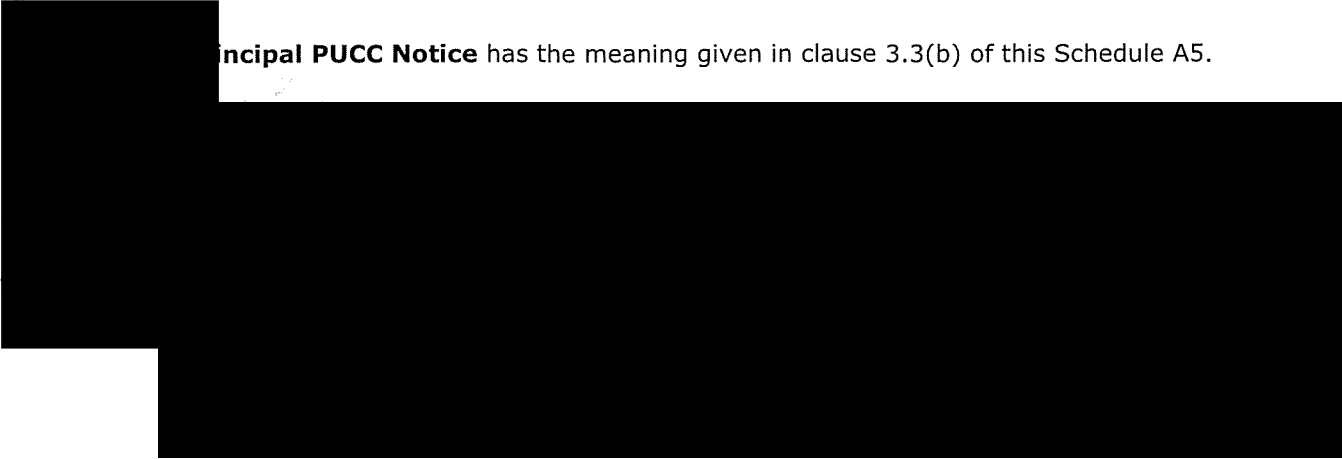 incipal PUCC Notice has the meaning given in clause 3.3(b) of this Schedule A5.